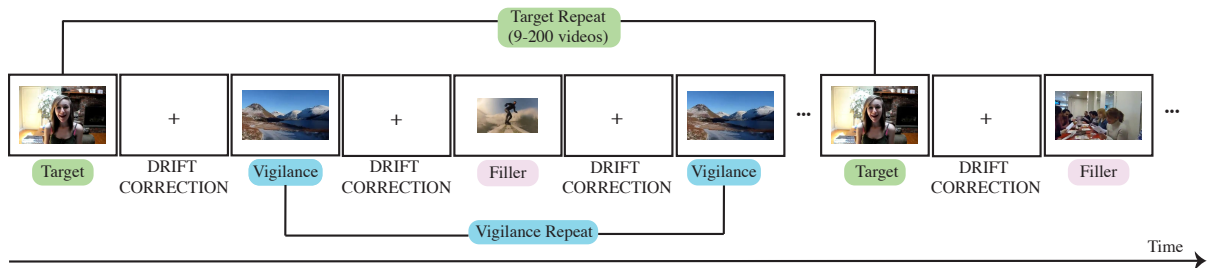 Target Repeat
(9-200 videos)
+
+
+
...
+
...
Target
DRIFT
CORRECTION
Vigilance
DRIFT
CORRECTION
Filler
DRIFT
CORRECTION
Vigilance
Target
DRIFT
CORRECTION
Filler
Vigilance Repeat
Time